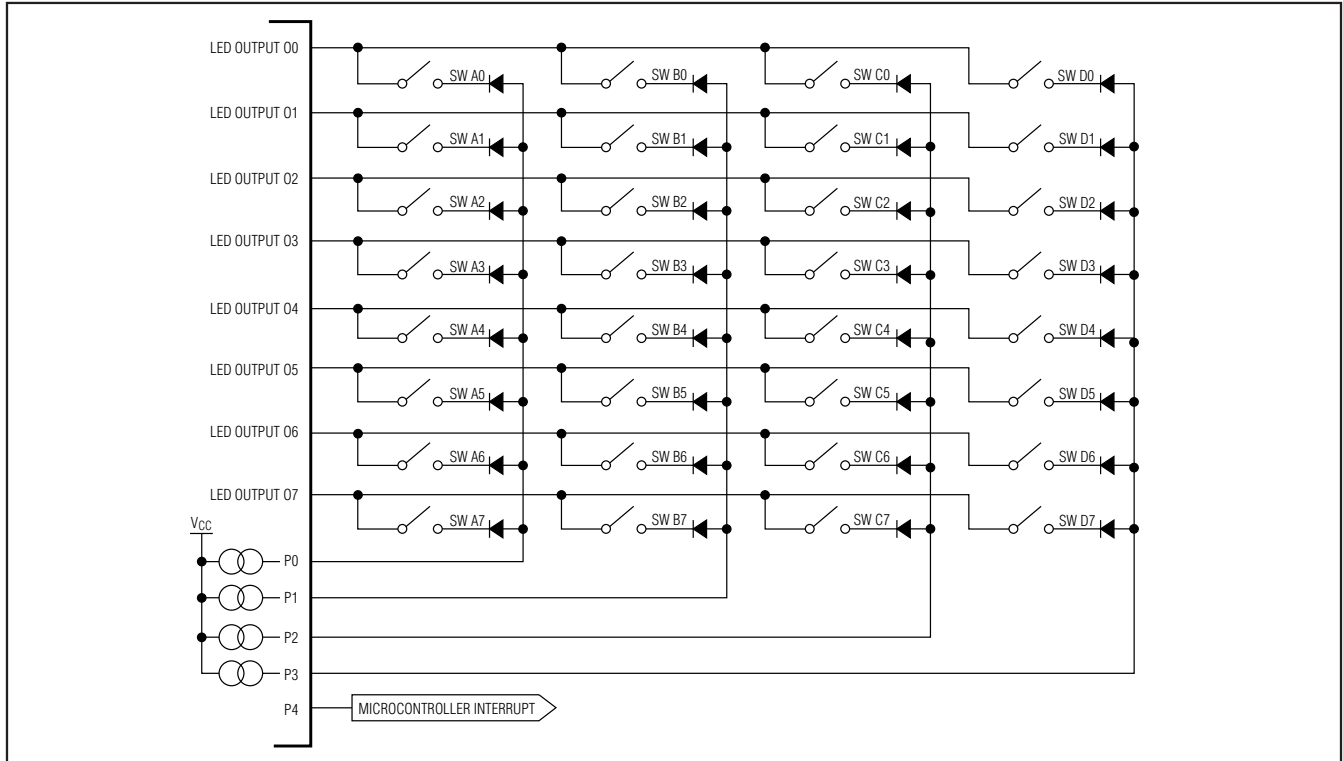 LED OUTPUT O0
SW A0 SW B0 SW C0 SW D0
LED OUTPUT O1
SW A1 SW B1 SW C1 SW D1
LED OUTPUT O2
SW A2 SW B2 SW C2 SW D2
LED OUTPUT O3
SW A3 SW B3 SW C3 SW D3
LED OUTPUT O4
SW A4 SW B4 SW C4 SW D4
LED OUTPUT O5
SW A5 SW B5 SW C5 SW D5
LED OUTPUT O6
SW A6 SW B6 SW C6 SW D6
LED OUTPUT O7
SW A7 SW B7 SW C7 SW D7
VCC
P0
P1
P2
P3
P4 MICROCONTROLLER INTERRUPT